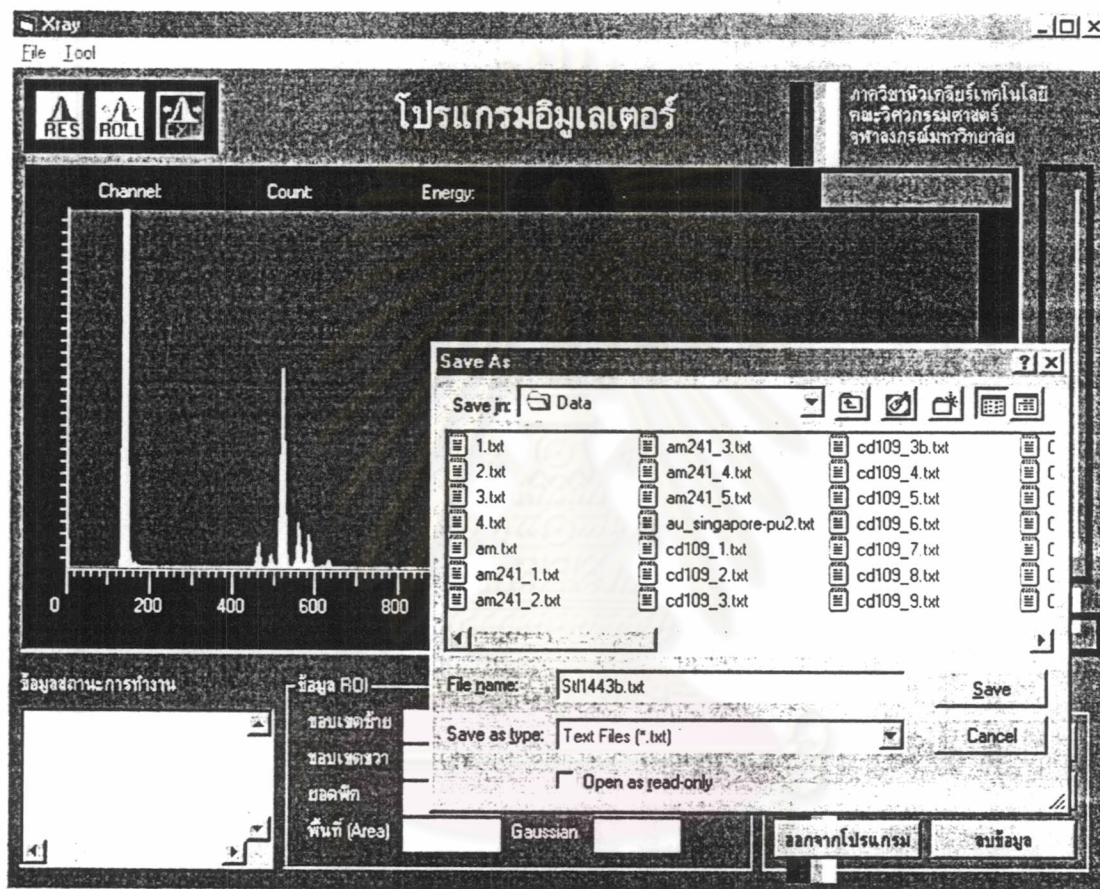 Xray
File Tool
RES ROLL EXIT
โปรแกรมอิมูเลเตอร์
ภาควิชานิวเคลียร์เทคโนโลยี
คณะวิศวกรรมศาสตร์
จุฬาลงกรณ์มหาวิทยาลัย
Channel: Count: Energy:
0 200 400 600 800
Save As
Save in: Data
1.txt am241_3.txt cd109_3b.txt
2.txt am241_4.txt cd109_4.txt
3.txt am241_5.txt cd109_5.txt
4.txt au_singapore-pu2.txt cd109_6.txt
am.txt cd109_1.txt cd109_7.txt
am241_1.txt cd109_2.txt cd109_8.txt
am241_2.txt cd109_3.txt cd109_9.txt
File name: Stl1443b.txt Save
Save as type: Text Files (*.txt) Cancel
Open as read-only
ข้อมูลสถานะการทำงาน
ข้อมูล ROI
ขอบเขตซ้าย
ขอบเขตขวา
ยอดพีก
พื้นที่ (Area) Gaussian
ออกจากโปรแกรม ลบข้อมูล